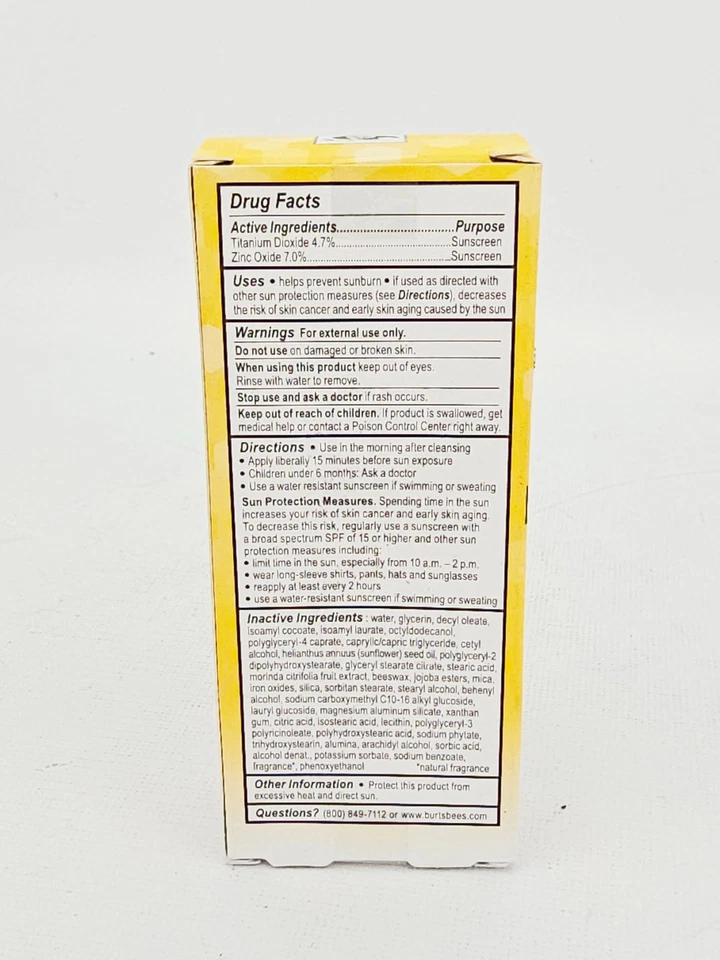 Drug Facts
Active Ingredients....................................Purpose
Titanium Dioxide 4.7%....................................Sunscreen
Zinc Oxide 7.0%....................................Sunscreen
Uses • helps prevent sunburn • if used as directed with
other sun protection measures (see Directions), decreases
the risk of skin cancer and early skin aging caused by the sun
Warnings For external use only.
Do not use on damaged or broken skin.
When using this product keep out of eyes.
Rinse with water to remove.
Stop use and ask a doctor if rash occurs.
Keep out of reach of children. If product is swallowed, get
medical help or contact a Poison Control Center right away.
Directions • Use in the morning after cleansing
• Apply liberally 15 minutes before sun exposure
• Children under 6 months: Ask a doctor
• Use a water resistant sunscreen if swimming or sweating
Sun Protection Measures. Spending time in the sun
increases your risk of skin cancer and early skin aging.
To decrease this risk, regularly use a sunscreen with
a broad spectrum SPF of 15 or higher and other sun
protection measures including:
• limit time in the sun, especially from 10 a.m. – 2 p.m.
• wear long-sleeve shirts, pants, hats and sunglasses
• reapply at least every 2 hours
• use a water-resistant sunscreen if swimming or sweating
Inactive Ingredients : water, glycerin, decyl oleate,
isoamyl cocoate, isoamyl laurate, octyldodecanol,
polyglyceryl-4 caprate, caprylic/capric triglyceride, cetyl
alcohol, helianthus annuus (sunflower) seed oil, polyglyceryl-2
dipolyhydroxystearate, glyceryl stearate citrate, stearic acid,
morinda citrifolia fruit extract, beeswax, jojoba esters, mica,
iron oxides, silica, sorbitan stearate, stearyl alcohol, behenyl
alcohol, sodium carboxymethyl C10-16 alkyl glucoside,
lauryl glucoside, magnesium aluminum silicate, xanthan
gum, citric acid, isostearic acid, lecithin, polyglyceryl-3
polyricinoleate, polyhydroxystearic acid, sodium phytate,
trihydroxystearin, alumina, arachidyl alcohol, sorbic acid,
alcohol denat., potassium sorbate, sodium benzoate,
fragrance*, phenoxyethanol *natural fragrance
Other Information • Protect this product from
excessive heat and direct sun.
Questions? (800) 849-7112 or www.burtsbees.com